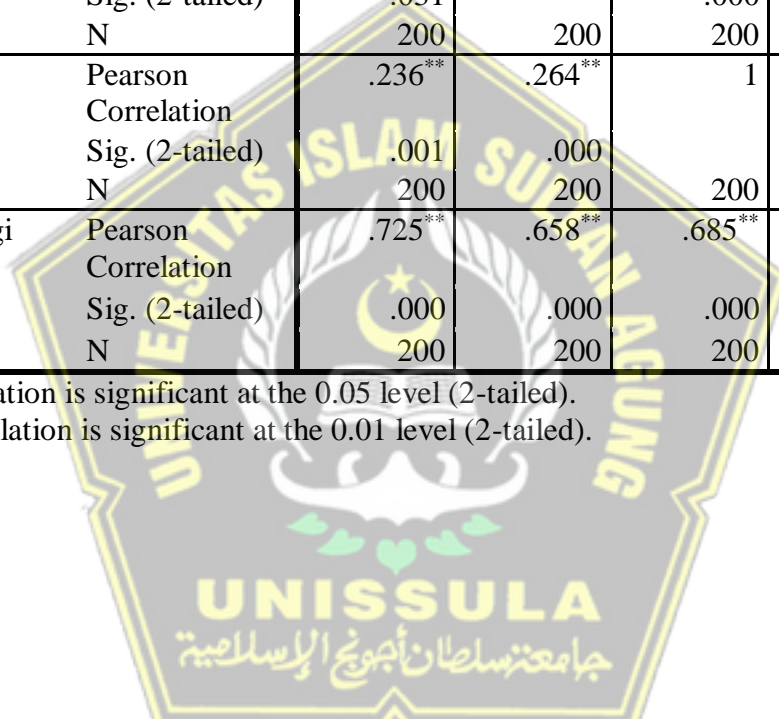 Sig. (2-tailed) .031 .000
N 200 200 200
Pearson Correlation .236** .264** 1
Sig. (2-tailed) .001 .000
N 200 200 200
gi Pearson Correlation .725** .658** .685**
Sig. (2-tailed) .000 .000 .000
N 200 200 200
ation is significant at the 0.05 level (2-tailed).
lation is significant at the 0.01 level (2-tailed).
UNIVERSITAS ISLAM SULTAN AGUNG
UNISSULA
جامعة سلطان أجونج الإسلامية